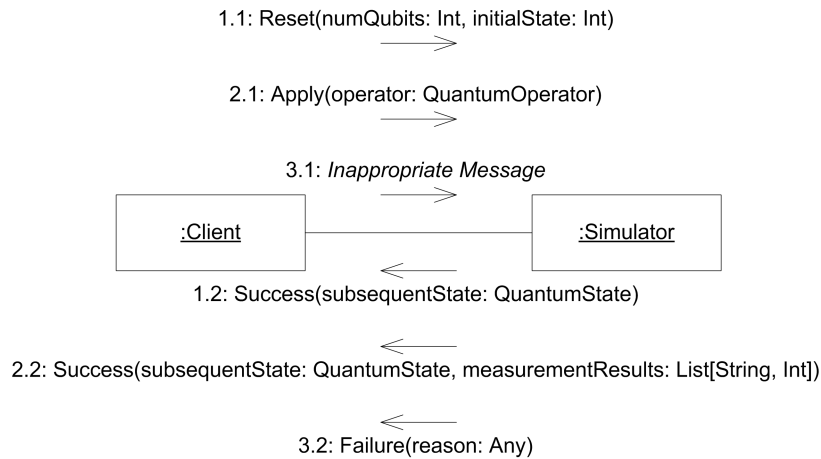 1.1: Reset(numQubits: Int, initialState: Int)
2.1: Apply(operator: QuantumOperator)
3.1: Inappropriate Message
:Client
:Simulator
1.2: Success(subsequentState: QuantumState)
2.2: Success(subsequentState: QuantumState, measurementResults: List[String, Int])
3.2: Failure(reason: Any)